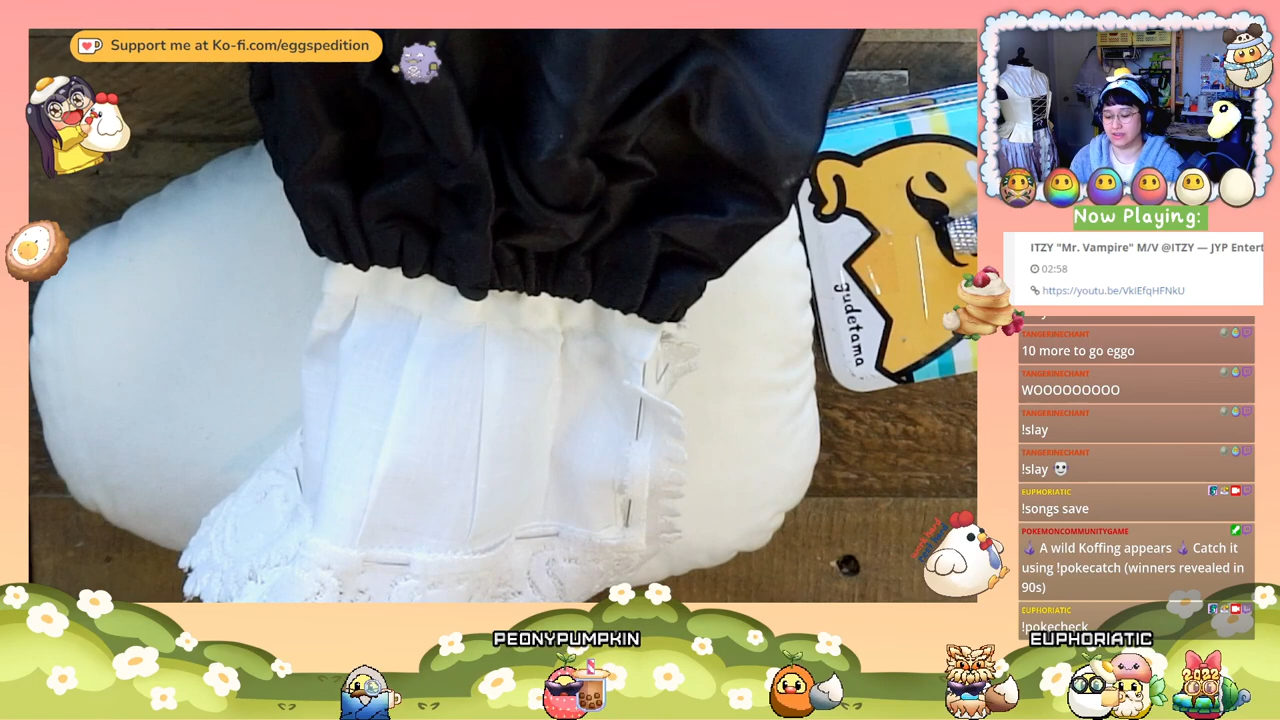 Support me at Ko-fi.com/eggspedition
gudetama
Now Playing:
ITZY "Mr. Vampire" M/V @ITZY — JYP Entert
02:58
https://youtu.be/VkIEfqHFNkU
TANGERINECHANT
10 more to go eggo
TANGERINECHANT
WOOOOOOOOO
TANGERINECHANT
!slay
TANGERINECHANT
!slay
EUPHORIATIC
!songs save
POKEMONCOMMUNITYGAME
A wild Koffing appears Catch it
using !pokecatch (winners revealed in
90s)
EUPHORIATIC
!pokecheck
PEONYPUMPKIN
EUPHORIATIC
2022